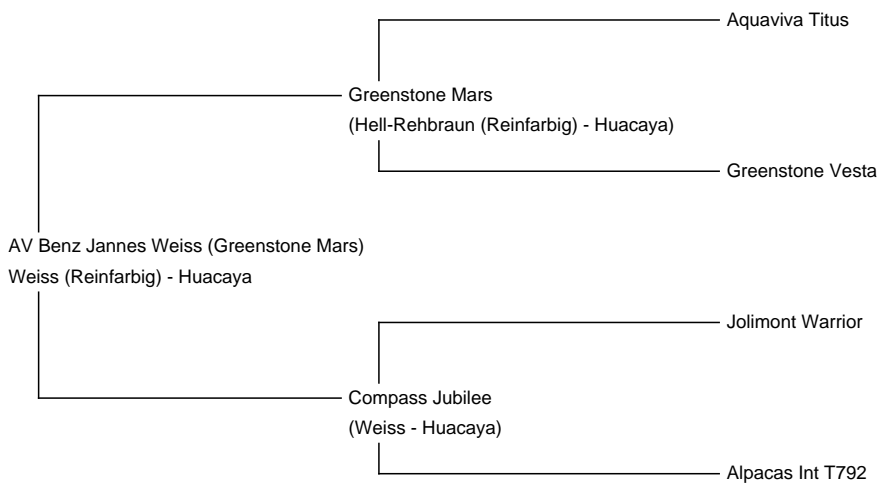 Aquaviva Titus
Greenstone Mars
(Hell-Rehbraun (Reinfarbig) - Huacaya)
Greenstone Vesta
AV Benz Jannes Weiss (Greenstone Mars)
Weiss (Reinfarbig) - Huacaya
Jolimont Warrior
Compass Jubilee
(Weiss - Huacaya)
Alpacas Int T792